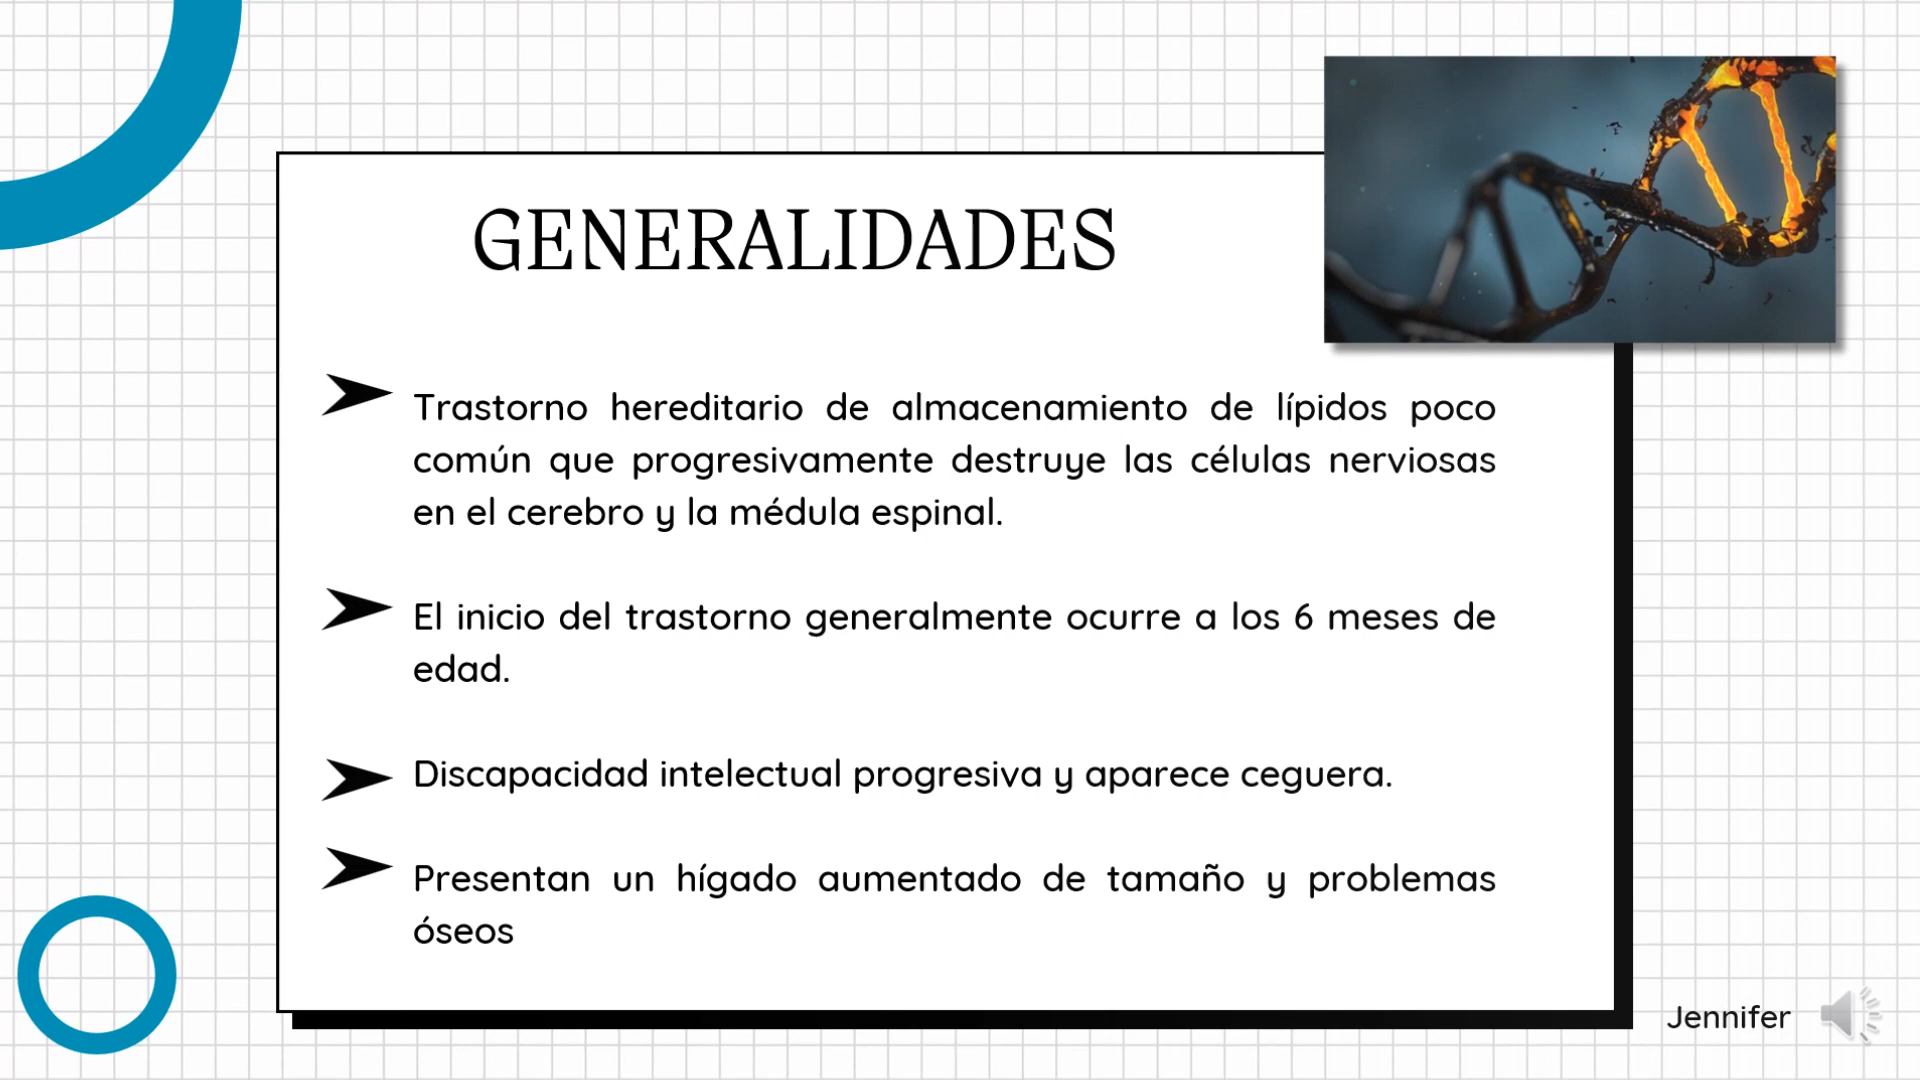 GENERALIDADES
Trastorno hereditario de almacenamiento de lípidos poco
común que progresivamente destruye las células nerviosas
en el cerebro y la médula espinal.
El inicio del trastorno generalmente ocurre a los 6 meses de
edad.
Discapacidad intelectual progresiva y aparece ceguera.
Presentan un hígado aumentado de tamaño y problemas
óseos
Jennifer